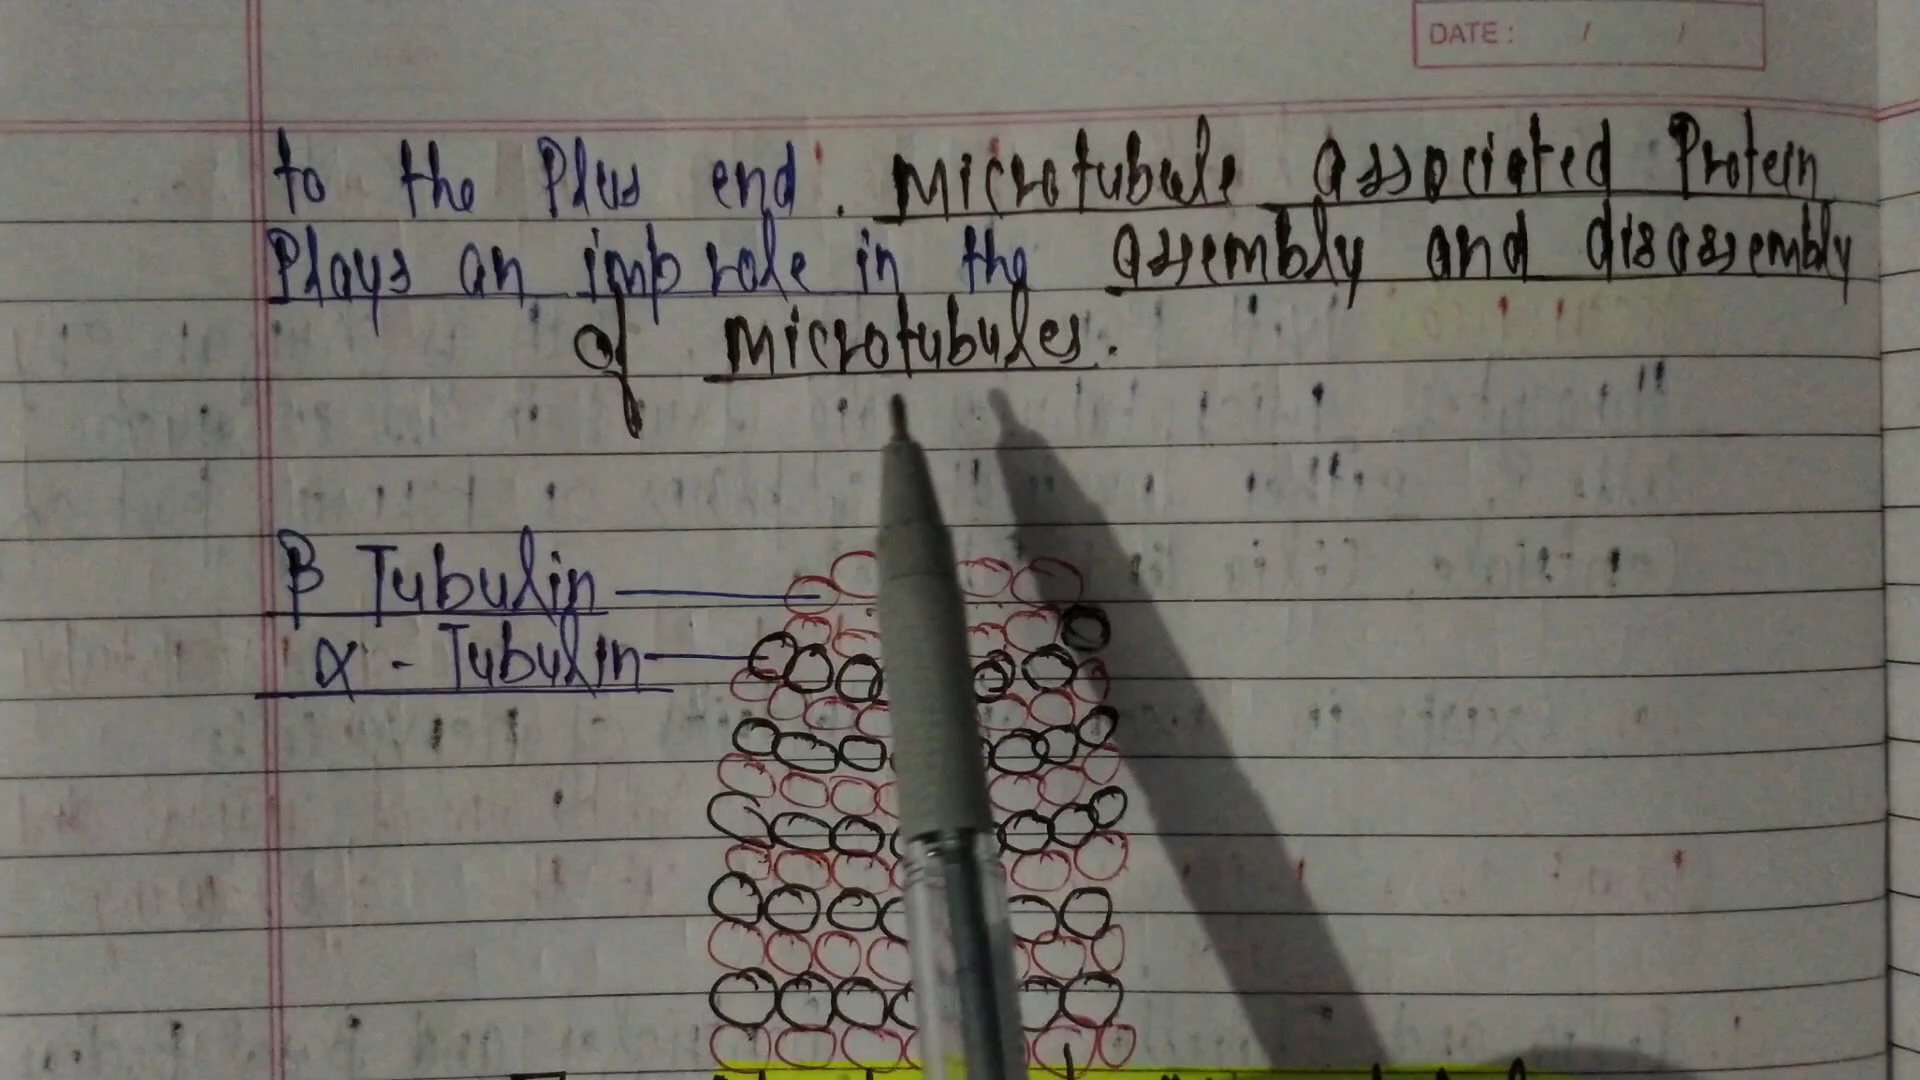 DATE : / /
to the Plus end . Microtubule associated Protein
Plays an imp role in the assembly and disassembly
of microtubules.
β Tubulin
α - Tubulin